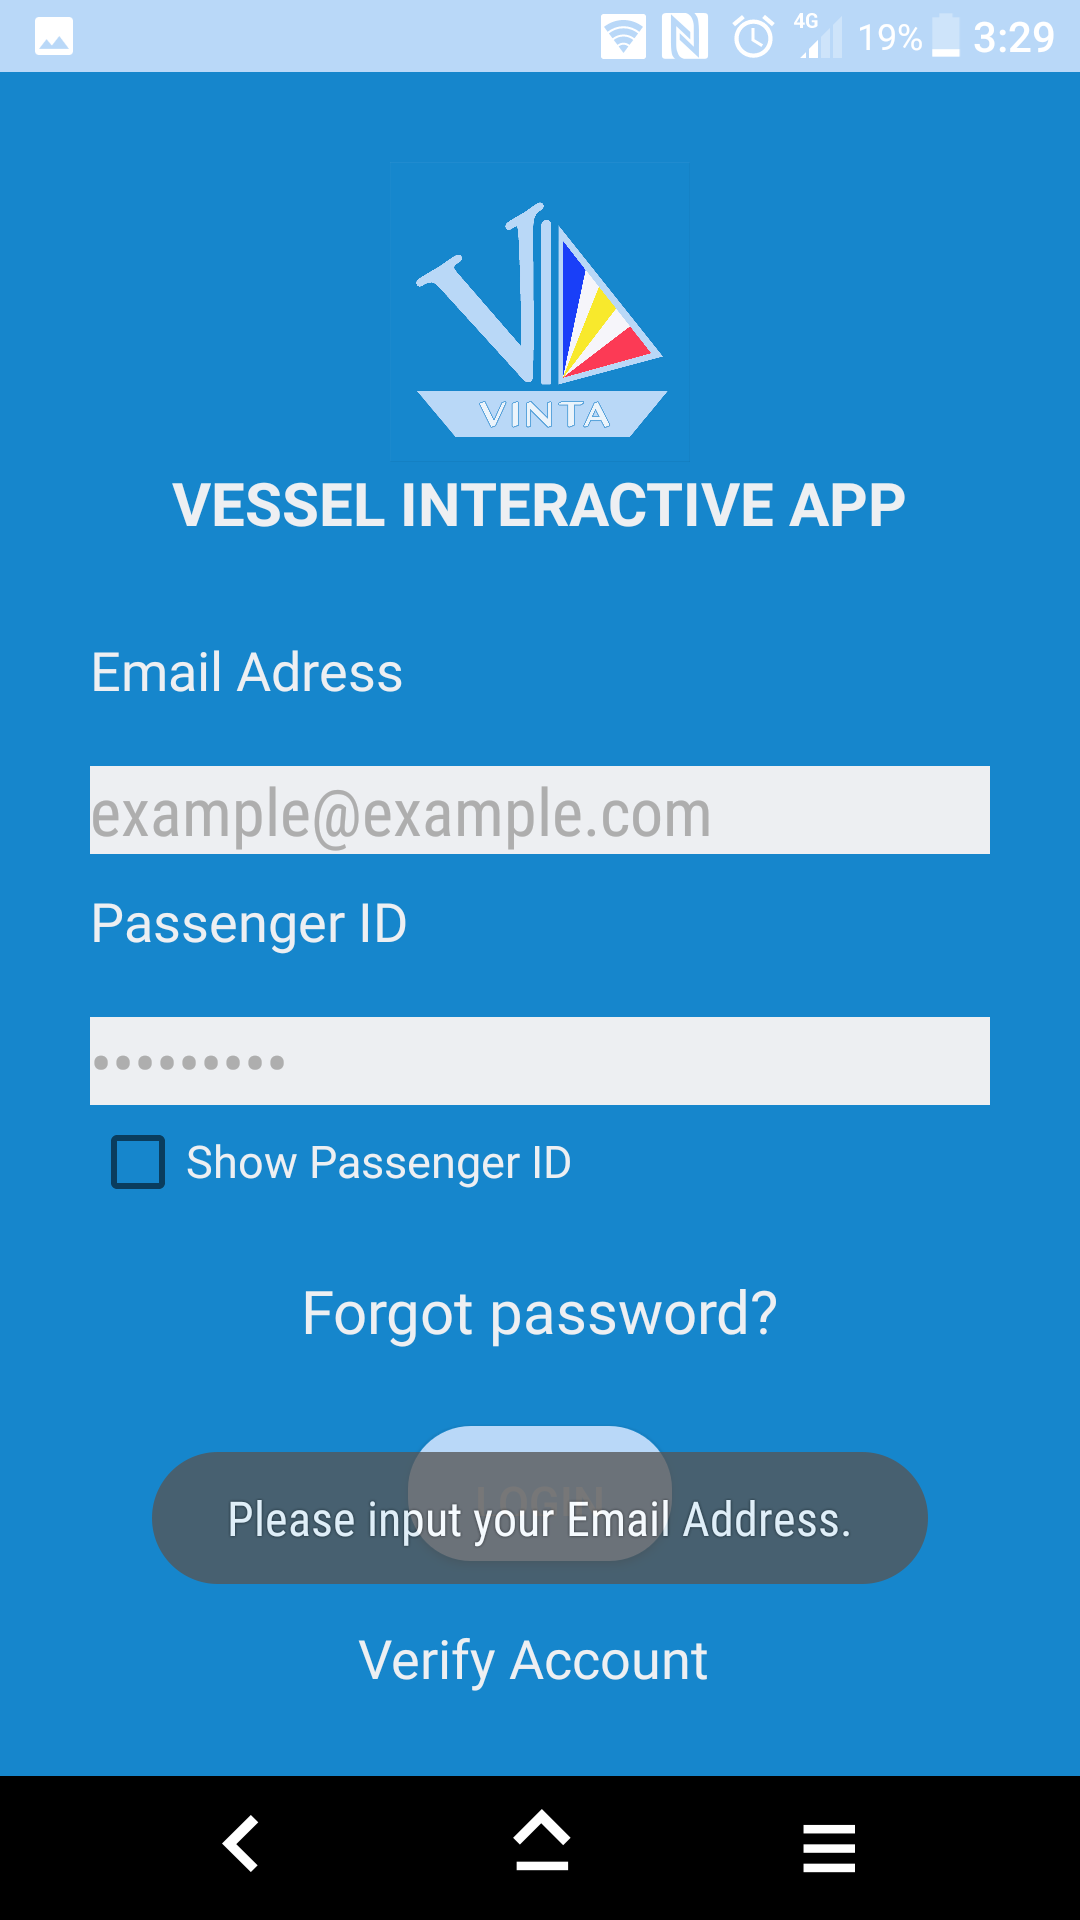 4G 19% 3:29
VINTA
VESSEL INTERACTIVE APP
Email Adress
example@example.com
Passenger ID
Show Passenger ID
Forgot password?
LOGIN
Please input your Email Address.
Verify Account